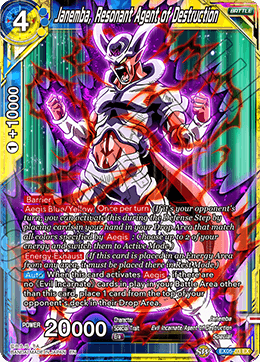 BATTLE
4
Janemba, Resonant Agent of Destruction
1 +10000
Barrier
Aegis Blue/Yellow Once per turn (If it's your opponent's
turn, you can activate this during the Defense Step by
placing cards in your hand in your Drop Area that match
all colors specified by Aegis : Choose up to 2 of your
energy and switch them to Active Mode.)
Energy-Exhaust (If this card is placed in an Energy Area
from any area, it must be placed there in Rest Mode.)
Auto When this card activates Aegis, if there are
no 《Evil Incarnate》 cards in play in your Battle Area other
than this card, place 1 card from the top of your
opponent's deck in their Drop Area.
POWER
20000
Character
Special Trait
Evil Incarnate/Agent of Destruction
EX06-